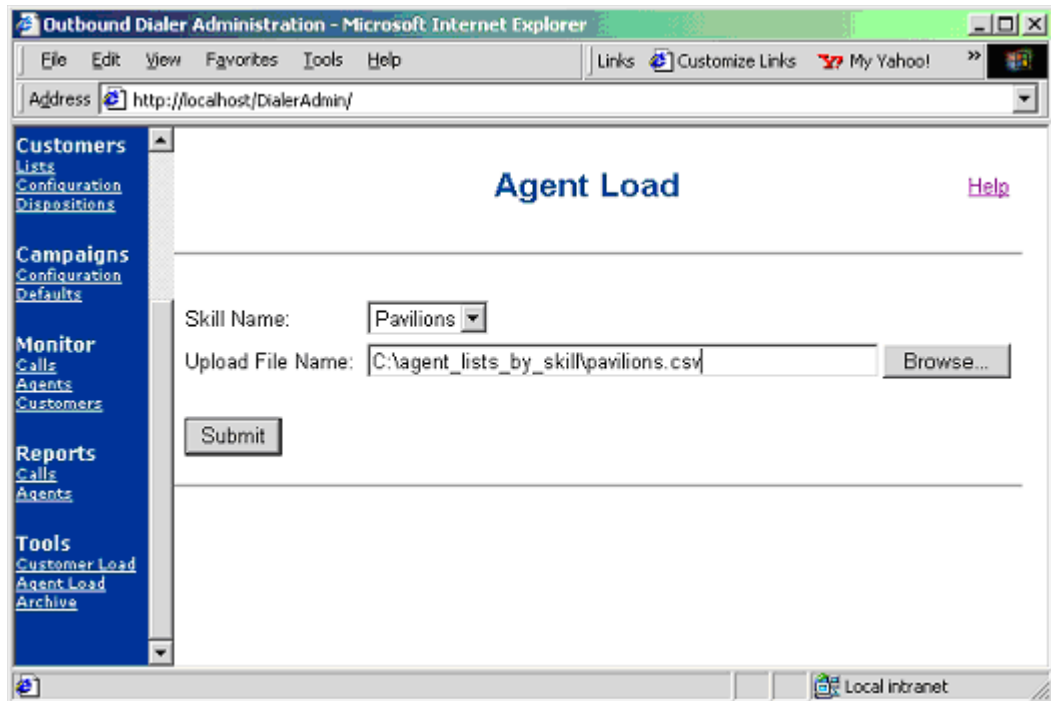 Outbound Dialer Administration - Microsoft Internet Explorer
File Edit View Favorites Tools Help Links Customize Links My Yahoo! »
Address http://localhost/DialerAdmin/
Customers
Lists
Configuration
Dispositions
Campaigns
Configuration
Defaults
Monitor
Calls
Agents
Customers
Reports
Calls
Agents
Tools
Customer Load
Agent Load
Archive
Agent Load
Help
Skill Name: Pavilions
Upload File Name: C:\agent_lists_by_skill\pavilions.csv Browse...
Submit
Local intranet